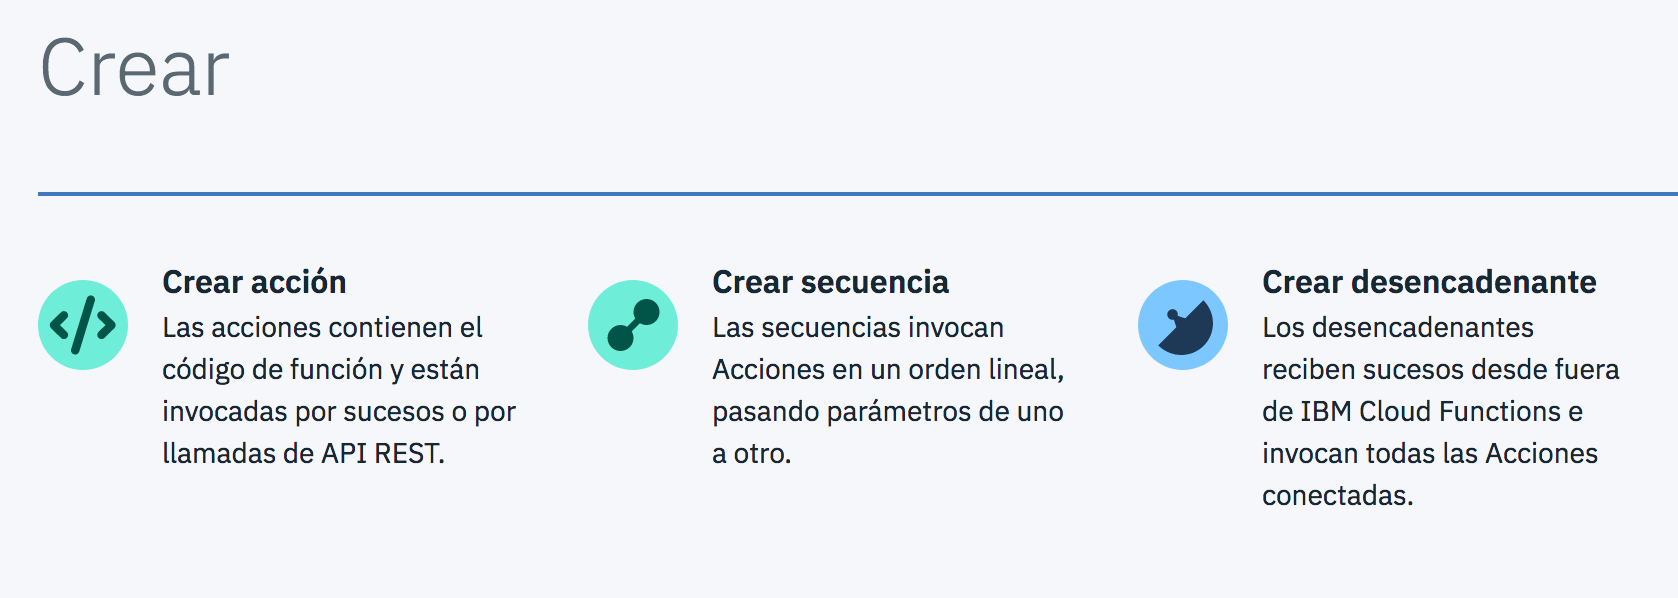 Crear
Crear acción
Las acciones contienen el
código de función y están
invocadas por sucesos o por
llamadas de API REST.
Crear secuencia
Las secuencias invocan
Acciones en un orden lineal,
pasando parámetros de uno
a otro.
Crear desencadenante
Los desencadenantes
reciben sucesos desde fuera
de IBM Cloud Functions e
invocan todas las Acciones
conectadas.